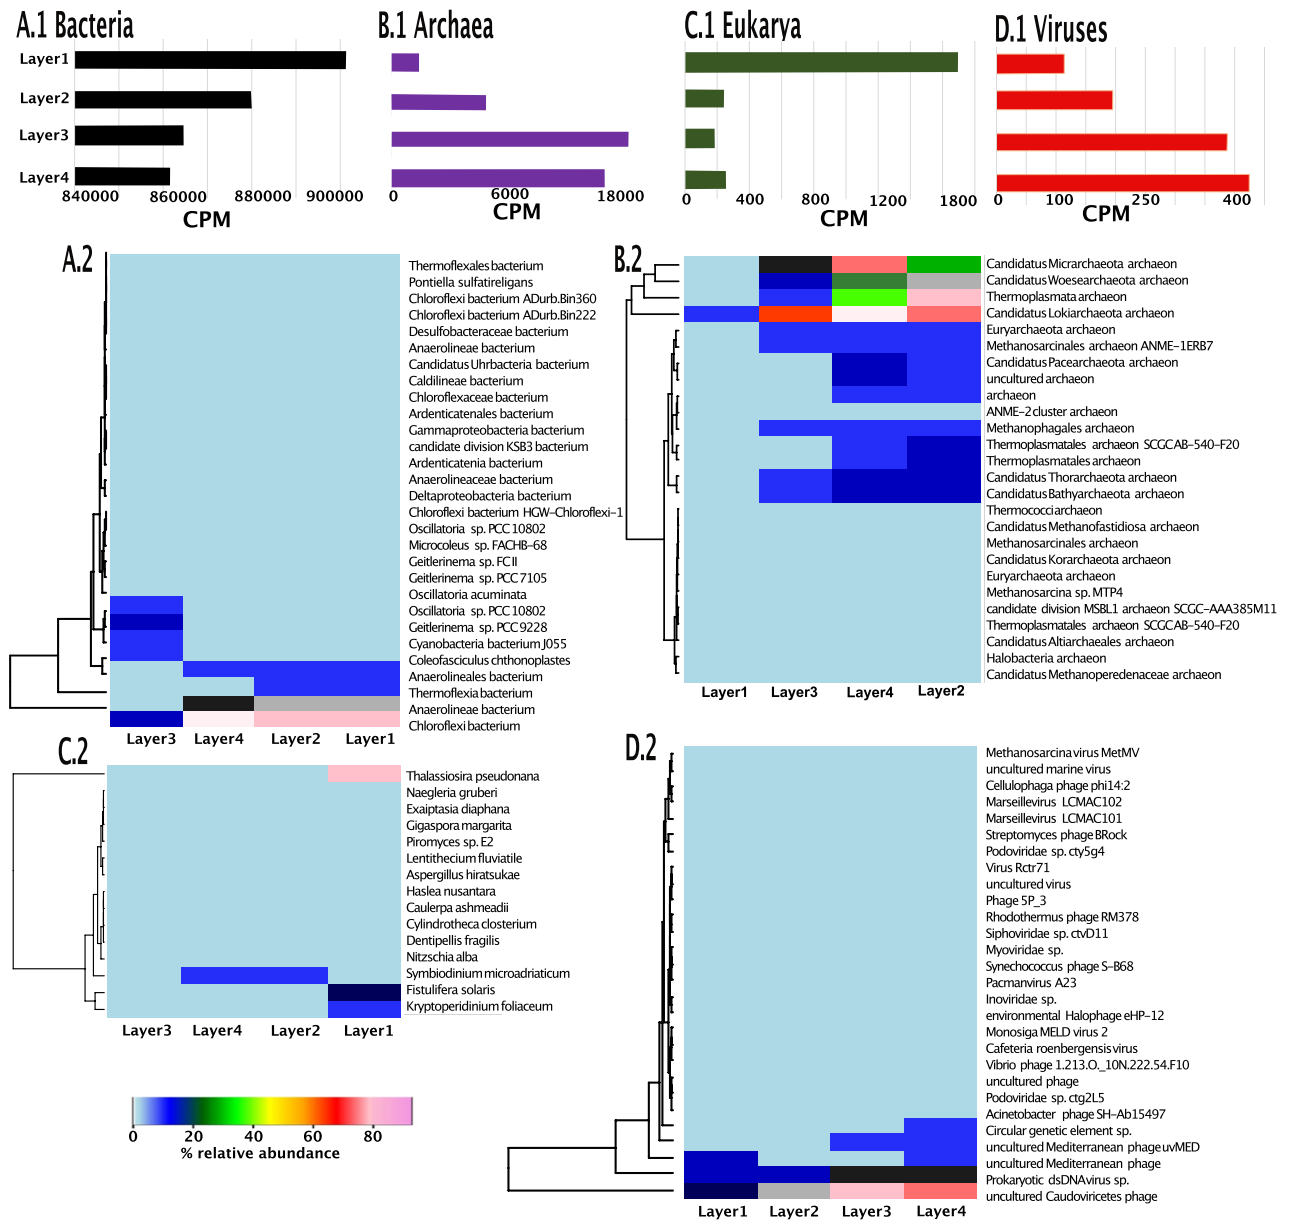 A.1 Bacteria
Layer1
Layer2
Layer3
Layer4
840000 860000 880000 900000
CPM
B.1 Archaea
0 6000 18000
CPM
C.1 Eukarya
0 400 800 1200 1800
CPM
D.1 Viruses
0 100 250 400
CPM
A.2
Thermoflexales bacterium
Pontiella sulfatireligans
Chloroflexi bacterium ADurb.Bin360
Chloroflexi bacterium ADurb.Bin222
Desulfobacteraceae bacterium
Anaerolineae bacterium
Candidatus Uhrbacteria bacterium
Caldilineae bacterium
Chloroflexaceae bacterium
Ardenticatenales bacterium
Gammaproteobacteria bacterium
candidate division KSB3 bacterium
Ardenticatenia bacterium
Anaerolineaceae bacterium
Deltaproteobacteria bacterium
Chloroflexi bacterium HGW-Chloroflexi-1
Oscillatoria sp. PCC 10802
Microcoleus sp. FACHB-68
Geitlerinema sp. FC II
Geitlerinema sp. PCC 7105
Oscillatoria acuminata
Oscillatoria sp. PCC 10802
Geitlerinema sp. PCC 9228
Cyanobacteria bacterium J055
Coleofasciculus chthonoplastes
Anaerolineales bacterium
Thermoflexia bacterium
Anaerolineae bacterium
Chloroflexi bacterium
Layer3 Layer4 Layer2 Layer1
B.2
Candidatus Micrarchaeota archaeon
Candidatus Woesearchaeota archaeon
Thermoplasmata archaeon
Candidatus Lokiarchaeota archaeon
Euryarchaeota archaeon
Methanosarcinales archaeon ANME-1ERB7
Candidatus Pacearchaeota archaeon
uncultured archaeon
archaeon
ANME-2 cluster archaeon
Methanophagales archaeon
Thermoplasmatales archaeon SCGC AB-540-F20
Thermoplasmatales archaeon
Candidatus Thorarchaeota archaeon
Candidatus Bathyarchaeota archaeon
Thermococci archaeon
Candidatus Methanofastidiosa archaeon
Methanosarcinales archaeon
Candidatus Korarchaeota archaeon
Euryarchaeota archaeon
Methanosarcina sp. MTP4
candidate division MSBL1 archaeon SCGC-AAA385M11
Thermoplasmatales archaeon SCGC AB-540-F20
Candidatus Altiarchaeales archaeon
Halobacteria archaeon
Candidatus Methanoperedenaceae archaeon
Layer1 Layer3 Layer4 Layer2
C.2
Thalassiosira pseudonana
Naegleria gruberi
Exaiptasia diaphana
Gigaspora margarita
Piromyces sp. E2
Lentithecium fluviatile
Aspergillus hiratsukae
Haslea nusantara
Caulerpa ashmeadii
Cylindrotheca closterium
Dentipellis fragilis
Nitzschia alba
Symbiodinium microadriaticum
Fistulifera solaris
Kryptoperidinium foliaceum
Layer3 Layer4 Layer2 Layer1
0 20 40 60 80
% relative abundance
D.2
Methanosarcina virus MetMV
uncultured marine virus
Cellulophaga phage phi14:2
Marseillevirus LCMAC102
Marseillevirus LCMAC101
Streptomyces phage BRock
Podoviridae sp. cty5g4
Virus Rctr71
uncultured virus
Phage 5P_3
Rhodothermus phage RM378
Siphoviridae sp. ctvD11
Myoviridae sp.
Synechococcus phage S-B68
Pacmanvirus A23
Inoviridae sp.
environmental Halophage eHP-12
Monosiga MELD virus 2
Cafeteria roenbergensis virus
Vibrio phage 1.213.O._10N.222.54.F10
uncultured phage
Podoviridae sp. ctg2L5
Acinetobacter phage SH-Ab15497
Circular genetic element sp.
uncultured Mediterranean phage uvMED
uncultured Mediterranean phage
Prokaryotic dsDNA virus sp.
uncultured Caudoviricetes phage
Layer1 Layer2 Layer3 Layer4